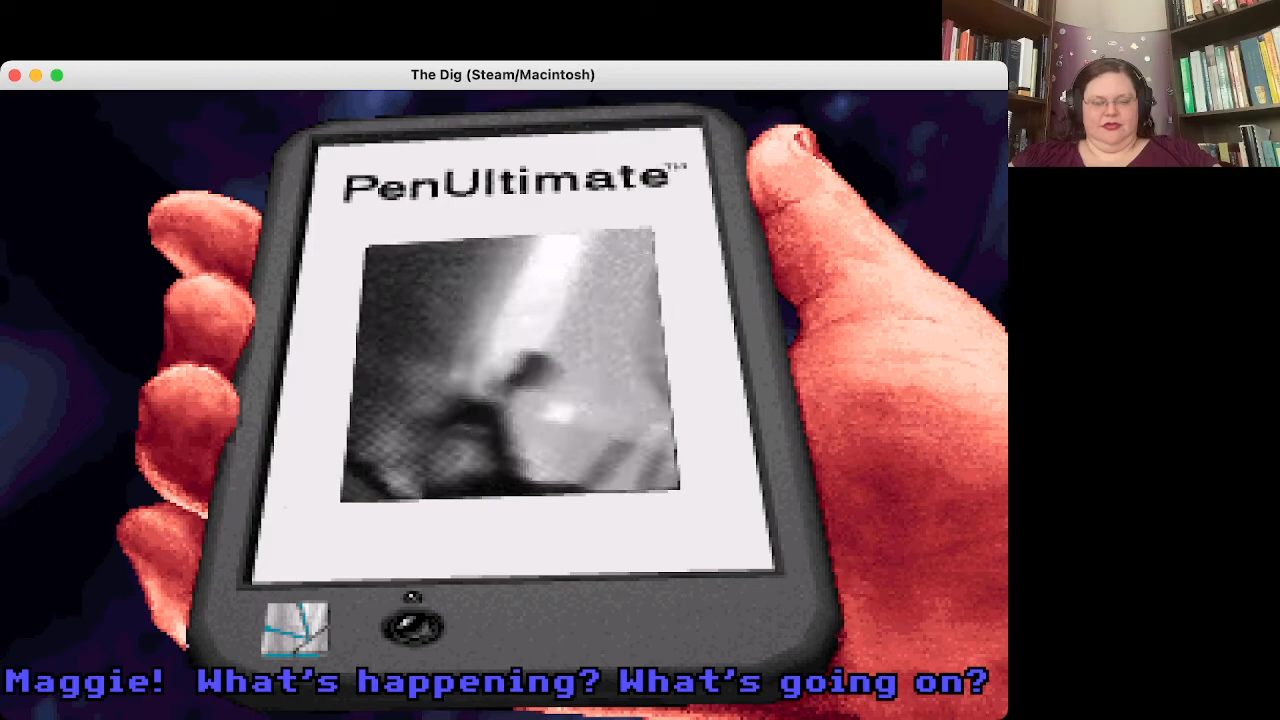 The Dig (Steam/Macintosh)
PenUltimate™
Maggie! What's happening? What's going on?